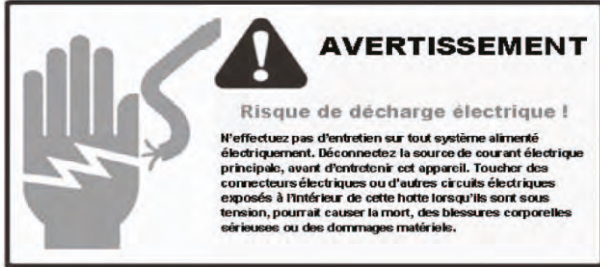 AVERTISSEMENT
Risque de décharge électrique !
N'effectuez pas d'entretien sur tout système alimenté
électriquement. Déconnectez la source de courant électrique
principale, avant d'entretenir cet appareil. Toucher des
connecteurs électriques ou d'autres circuits électriques
exposés à l'intérieur de cette hotte lorsqu'ils sont sous
tension, pourrait causer la mort, des blessures corporelles
sérieuses ou des dommages matériels.